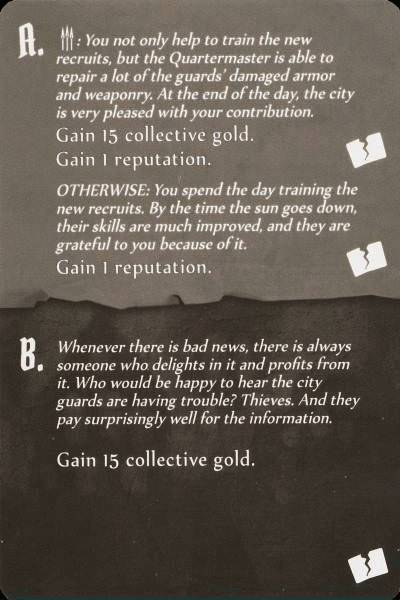 A. : You not only help to train the new
recruits, but the Quartermaster is able to
repair a lot of the guards' damaged armor
and weaponry. At the end of the day, the city
is very pleased with your contribution.
Gain 15 collective gold.
Gain 1 reputation.
OTHERWISE: You spend the day training the
new recruits. By the time the sun goes down,
their skills are much improved, and they are
grateful to you because of it.
Gain 1 reputation.
B. Whenever there is bad news, there is always
someone who delights in it and profits from
it. Who would be happy to hear the city
guards are having trouble? Thieves. And they
pay surprisingly well for the information.
Gain 15 collective gold.